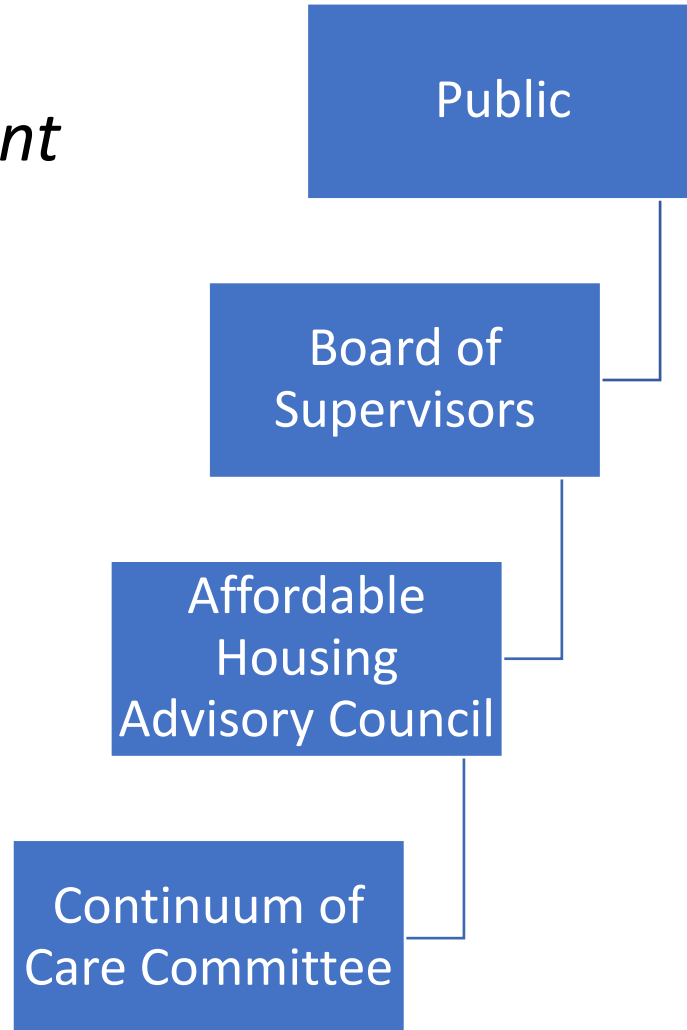 nt
Public
Board of
Supervisors
Affordable
Housing
Advisory Council
Continuum of
Care Committee